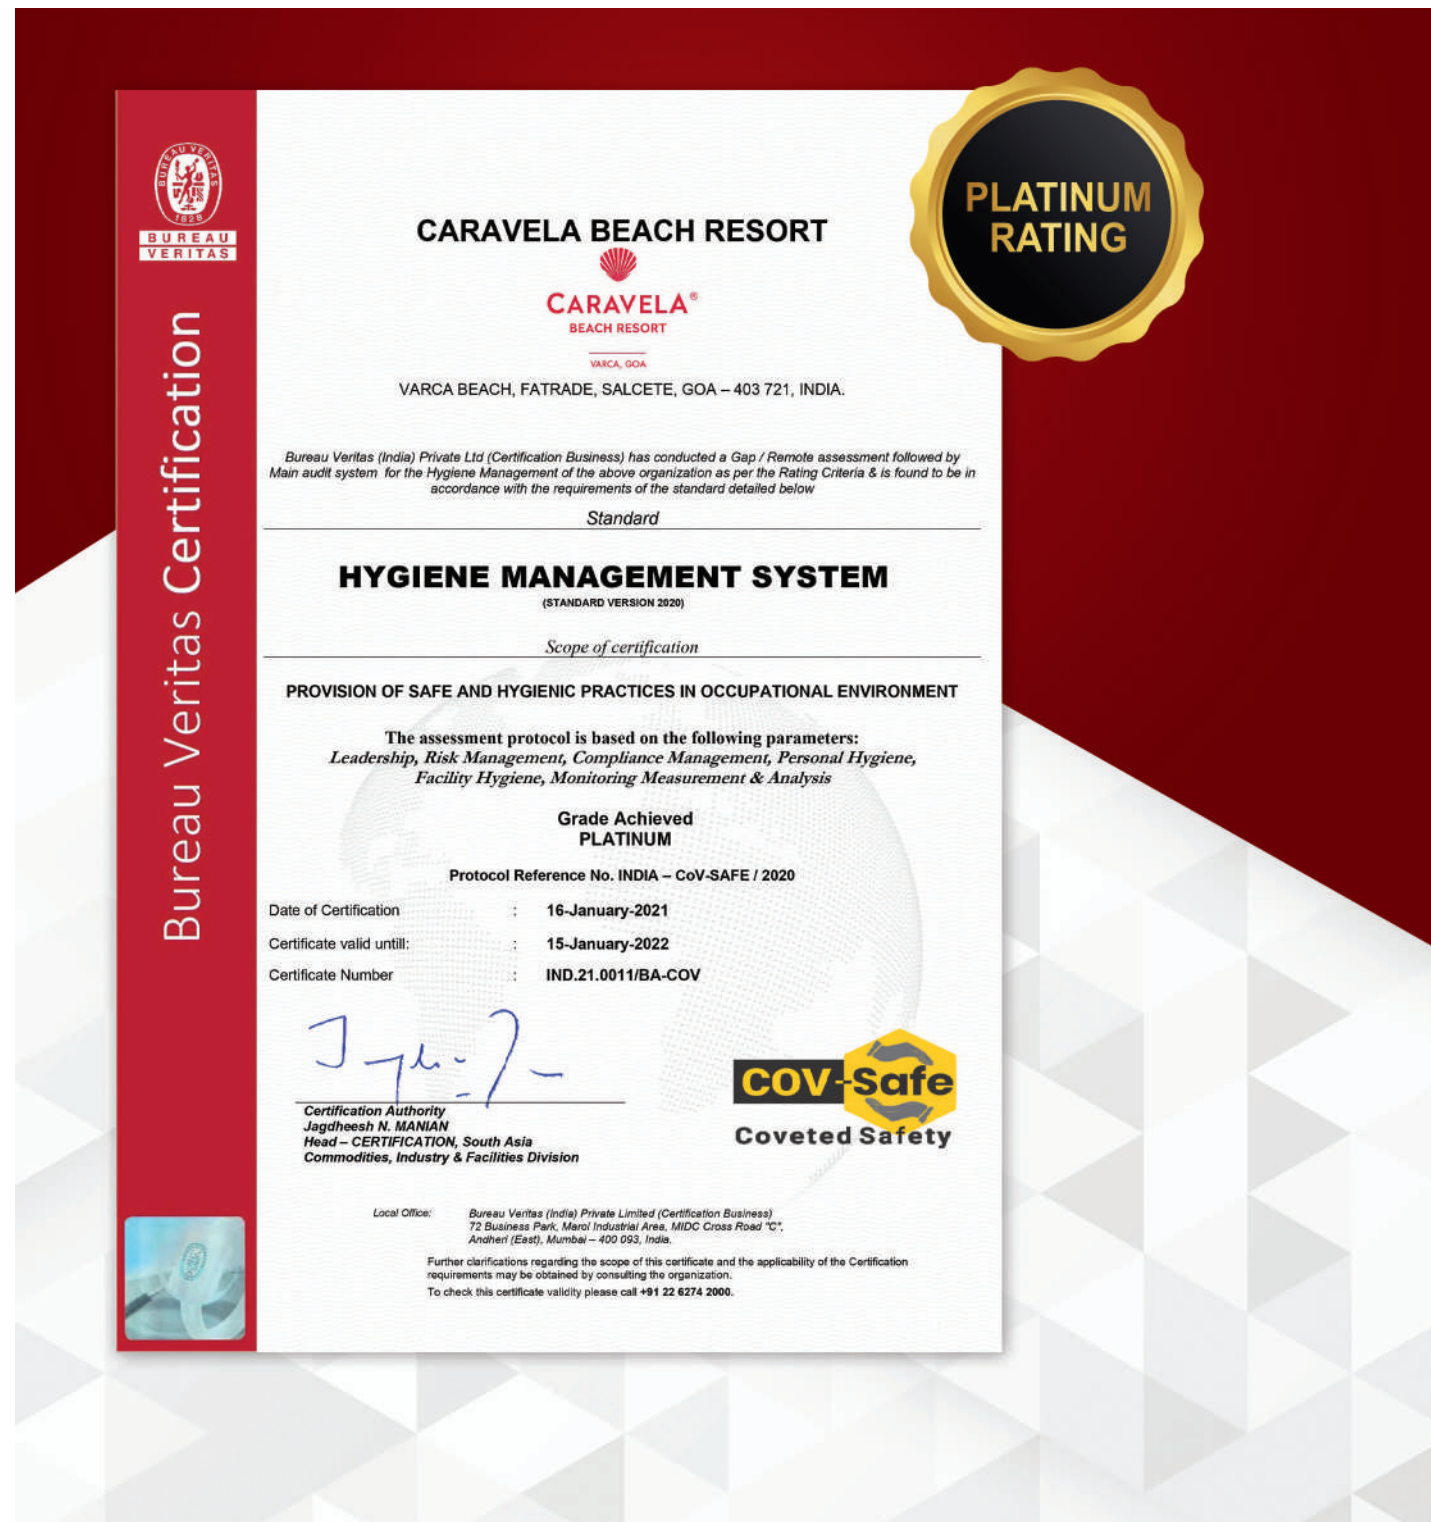 PLATINUM
RATING
BUREAU VERITAS
1828
BUREAU
VERITAS
Bureau Veritas Certification
CARAVELA BEACH RESORT
CARAVELA®
BEACH RESORT
VARCA, GOA
VARCA BEACH, FATRADE, SALCETE, GOA – 403 721, INDIA.
Bureau Veritas (India) Private Ltd (Certification Business) has conducted a Gap / Remote assessment followed by
Main audit system for the Hygiene Management of the above organization as per the Rating Criteria & is found to be in
accordance with the requirements of the standard detailed below
Standard
HYGIENE MANAGEMENT SYSTEM
(STANDARD VERSION 2020)
Scope of certification
PROVISION OF SAFE AND HYGIENIC PRACTICES IN OCCUPATIONAL ENVIRONMENT
The assessment protocol is based on the following parameters:
Leadership, Risk Management, Compliance Management, Personal Hygiene,
Facility Hygiene, Monitoring Measurement & Analysis
Grade Achieved
PLATINUM
Protocol Reference No. INDIA – CoV-SAFE / 2020
Date of Certification : 16-January-2021
Certificate valid untill: : 15-January-2022
Certificate Number : IND.21.0011/BA-COV
Certification Authority
Jagdheesh N. MANIAN
Head – CERTIFICATION, South Asia
Commodities, Industry & Facilities Division
COV-Safe
Coveted Safety
Local Office: Bureau Veritas (India) Private Limited (Certification Business)
72 Business Park, Marol Industrial Area, MIDC Cross Road "C",
Andheri (East), Mumbai – 400 093, India.
Further clarifications regarding the scope of this certificate and the applicability of the Certification
requirements may be obtained by consulting the organization.
To check this certificate validity please call +91 22 6274 2000.